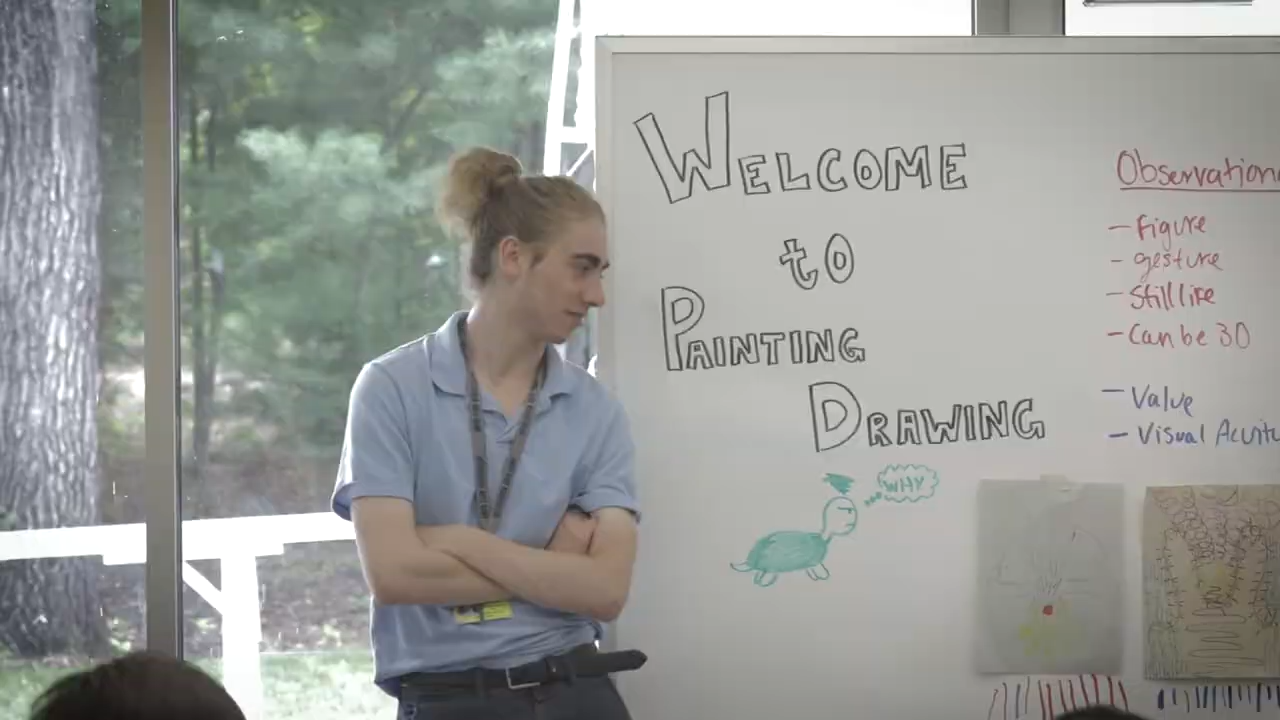 WELCOME
to
PAINTING
DRAWING
WHY
Observation
- figure
- gesture
- Still life
- Can be 3D
- Value
- Visual Acuity